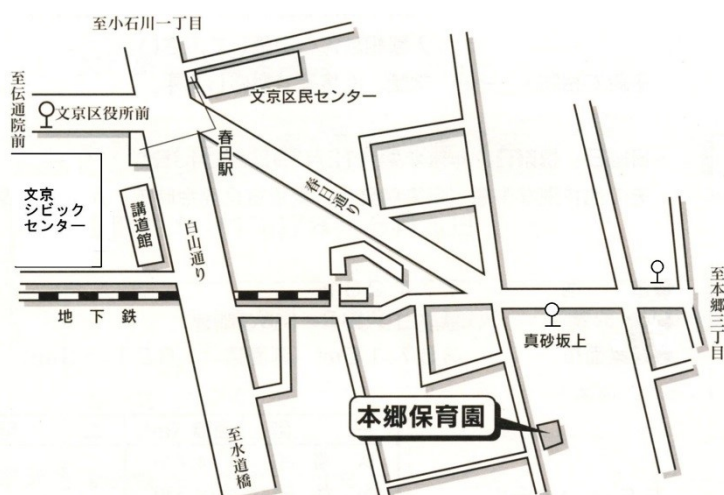 至小石川一丁目
至伝通院前
文京区役所前
文京区民センター
春日駅
春日通り
文京
シビック
センター
講道館
白山通り
地下鉄
真砂坂上
至本郷三丁目
本郷保育園
至水道橋